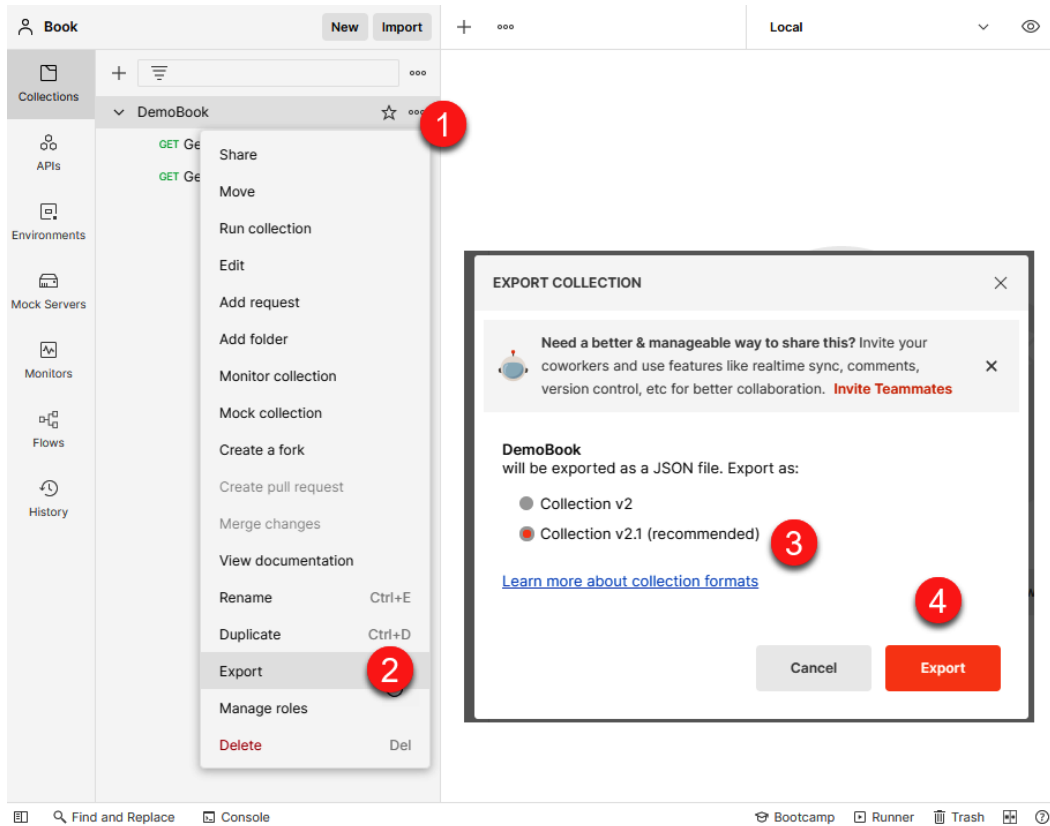 Book
New
Import
Local
Collections
APIs
Environments
Mock Servers
Monitors
Flows
History
DemoBook
1
GET Ge
GET Ge
Share
Move
Run collection
Edit
Add request
Add folder
Monitor collection
Mock collection
Create a fork
Create pull request
Merge changes
View documentation
Rename Ctrl+E
Duplicate Ctrl+D
Export
2
Manage roles
Delete Del
EXPORT COLLECTION
Need a better & manageable way to share this? Invite your
coworkers and use features like realtime sync, comments,
version control, etc for better collaboration. Invite Teammates
DemoBook
will be exported as a JSON file. Export as:
Collection v2
Collection v2.1 (recommended)
3
Learn more about collection formats
4
Cancel
Export
Find and Replace
Console
Bootcamp
Runner
Trash